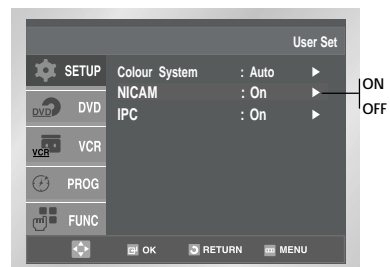 User Set
SETUP
DVD DVD
VCR VCR
PROG
FUNC
Colour System : Auto ►
NICAM : On ►
IPC : On ►
ON
OFF
OK RETURN MENU